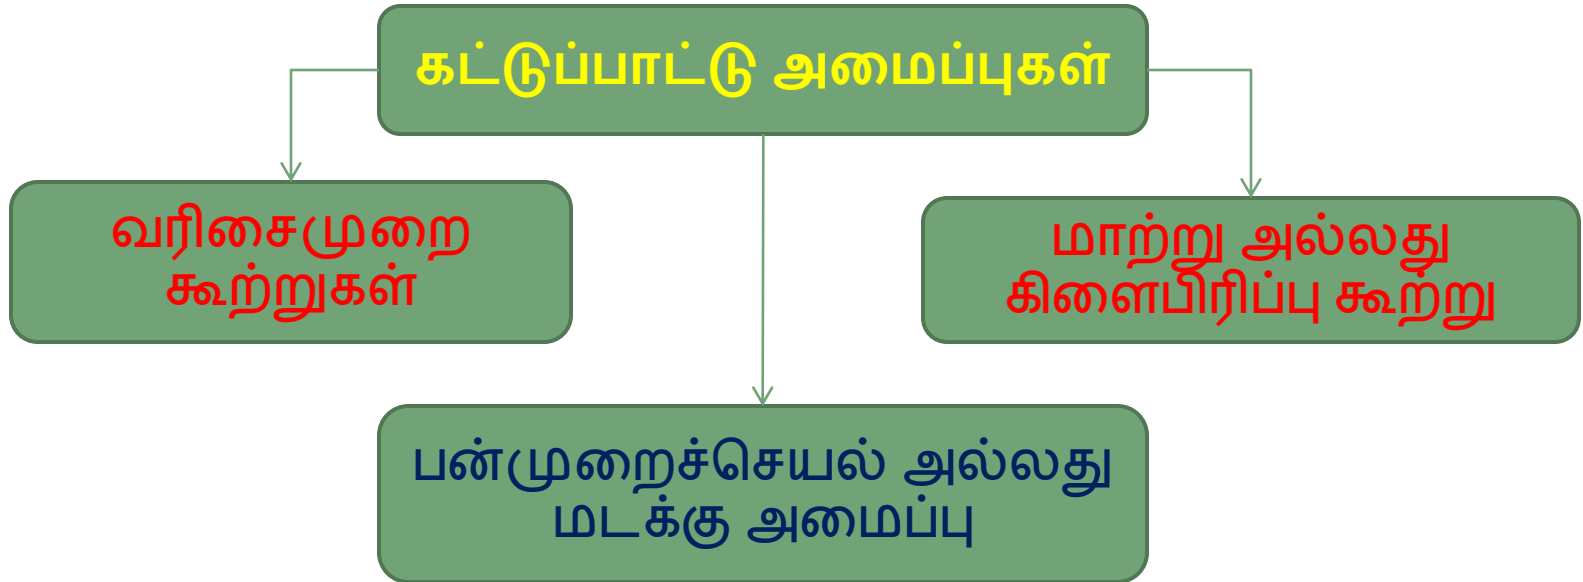 கட்டுப்பாட்டு அமைப்புகள்
வரிசைமுறை
கூற்றுகள்
மாற்று அல்லது
கிளைபிரிப்பு கூற்று
பன்முறைச்செயல் அல்லது
மடக்கு அமைப்பு